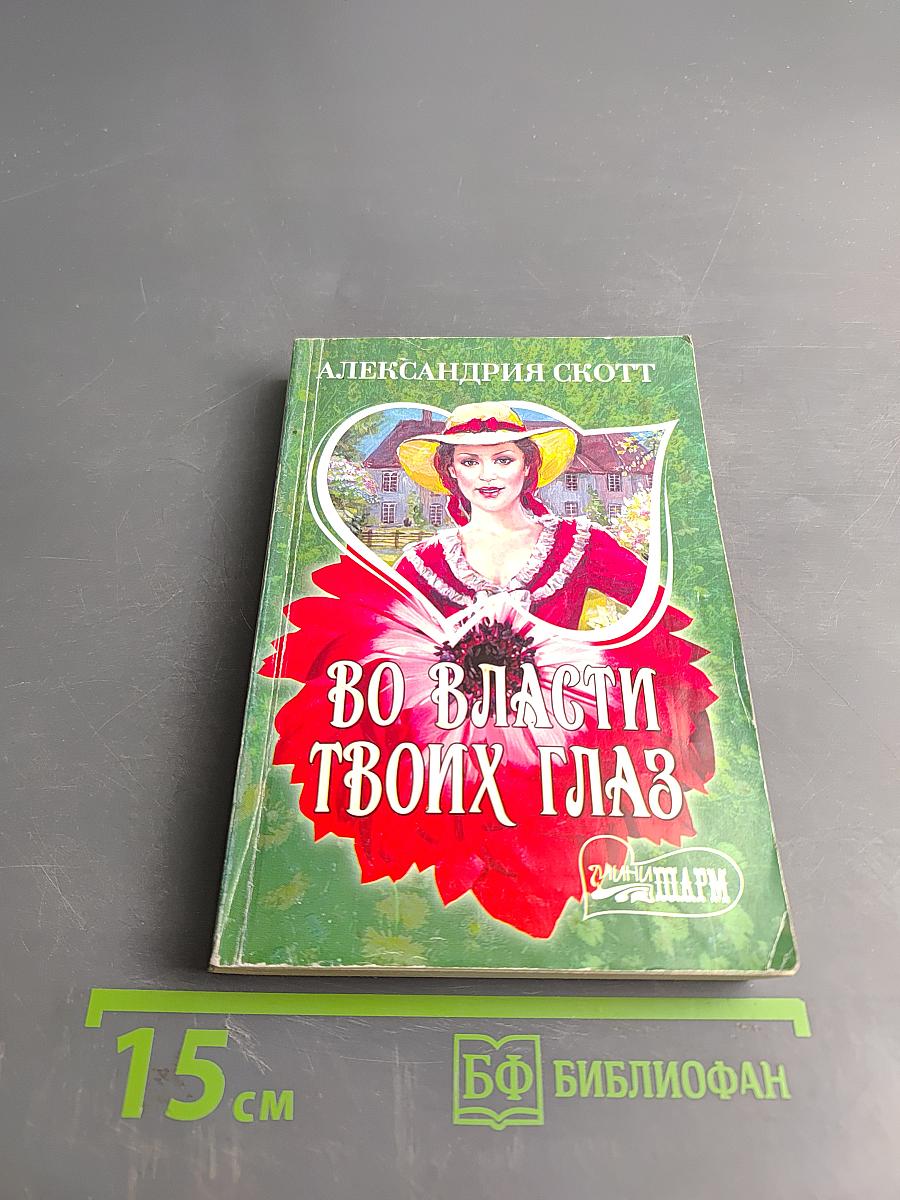 АЛЕКСАНДРИЯ СКОТТ
ВО ВЛАСТИ
ТВОИХ ГЛАЗ
МИНИ
ШАРМ
15 см
БФ БИБЛИОФАН